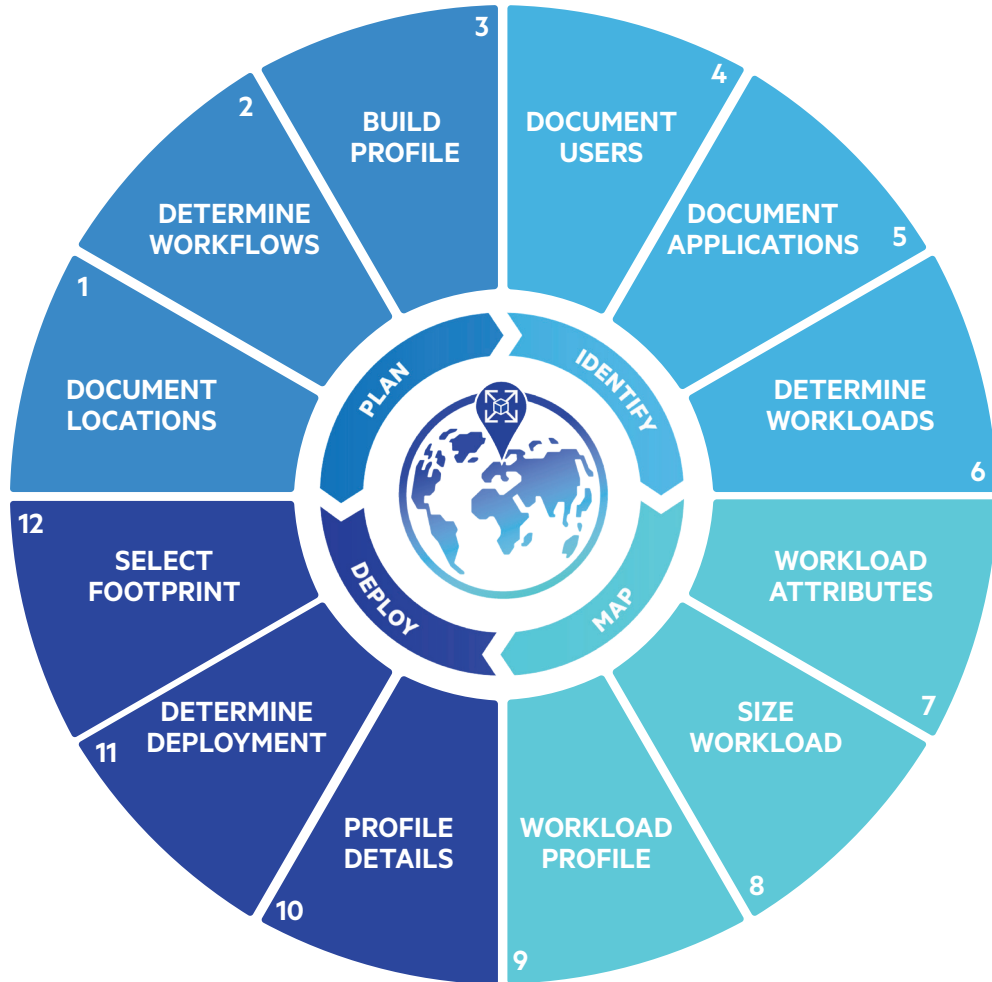 1
DOCUMENT
LOCATIONS
2
DETERMINE
WORKFLOWS
3
BUILD
PROFILE
4
DOCUMENT
USERS
5
DOCUMENT
APPLICATIONS
6
DETERMINE
WORKLOADS
7
WORKLOAD
ATTRIBUTES
8
SIZE
WORKLOAD
9
WORKLOAD
PROFILE
10
PROFILE
DETAILS
11
DETERMINE
DEPLOYMENT
12
SELECT
FOOTPRINT
PLAN
IDENTIFY
MAP
DEPLOY